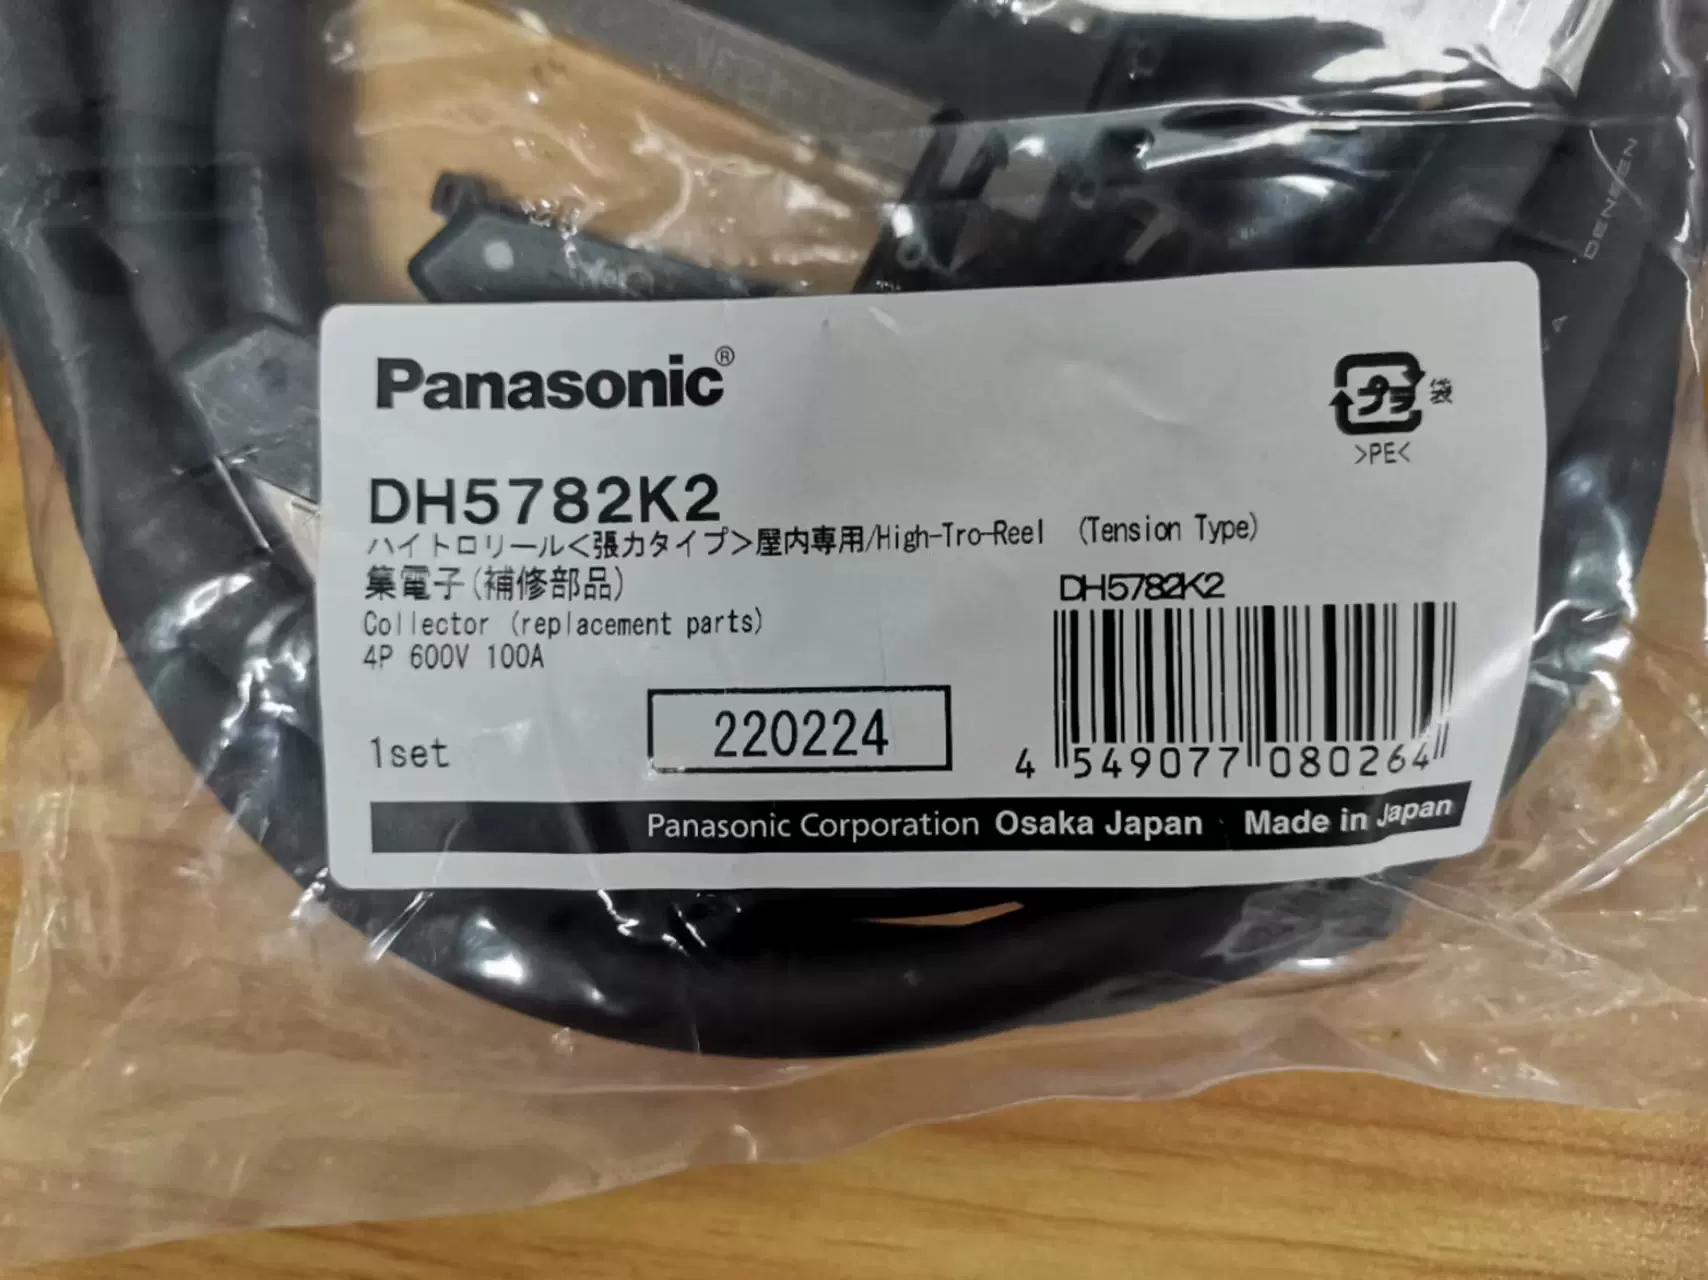 DENSEN
Panasonic®
プラ 袋
>PE<
DH5782K2
ハイトロリール<張力タイプ>屋内専用/High-Tro-Reel (Tension Type)
集電子(補修部品)
Collector (replacement parts)
4P 600V 100A
DH5782K2
1set
220224
4 549077 080264
Panasonic Corporation Osaka Japan Made in Japan